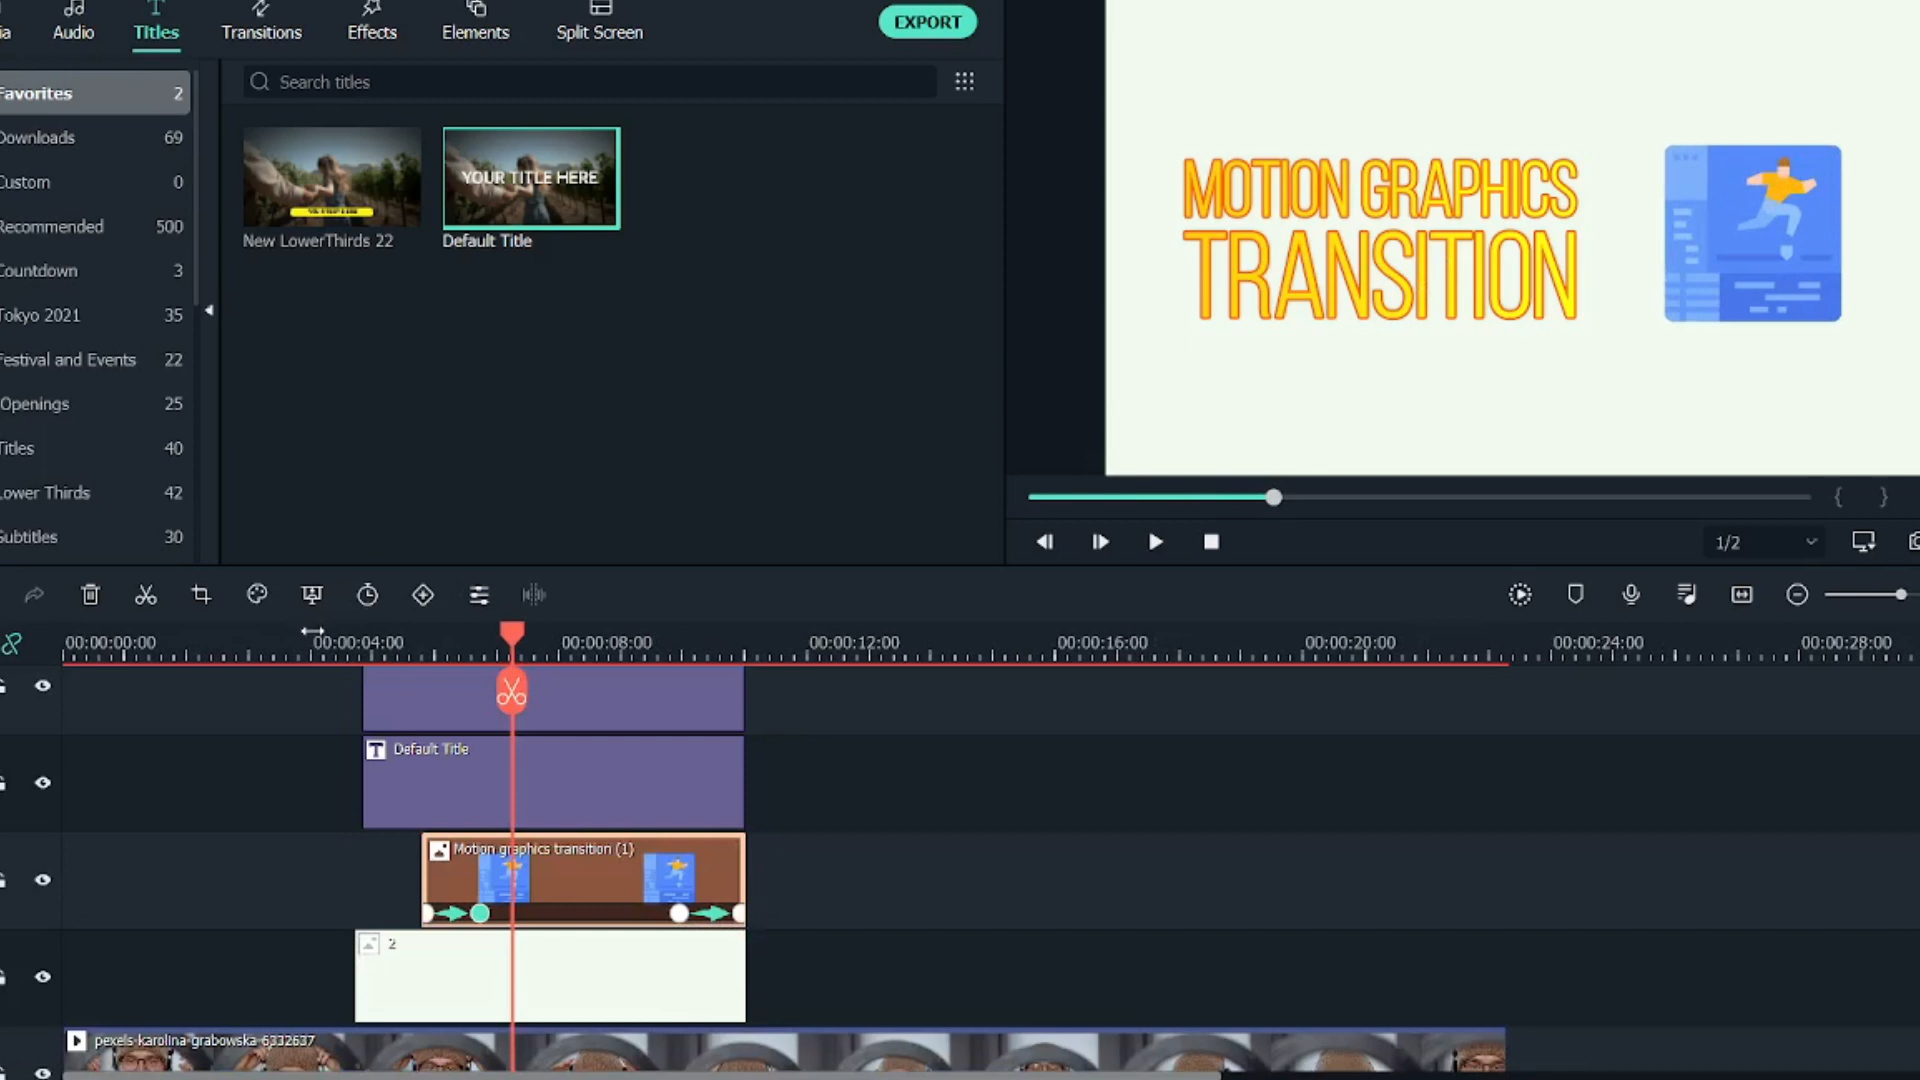 ia Audio Titles Transitions Effects Elements Split Screen EXPORT
Search titles
Favorites 2
Downloads 69
Custom 0
Recommended 500
Countdown 3
Tokyo 2021 35
Festival and Events 22
Openings 25
Titles 40
Lower Thirds 42
Subtitles 30
YOUR TITLE HERE
New LowerThirds 22 Default Title
MOTION GRAPHICS
TRANSITION
{ }
1/2
00:00:00:00 00:00:04:00 00:00:08:00 00:00:12:00 00:00:16:00 00:00:20:00 00:00:24:00 00:00:28:00
T Default Title
Motion graphics transition (1)
2
pexels-karolina-grabowska-6332637